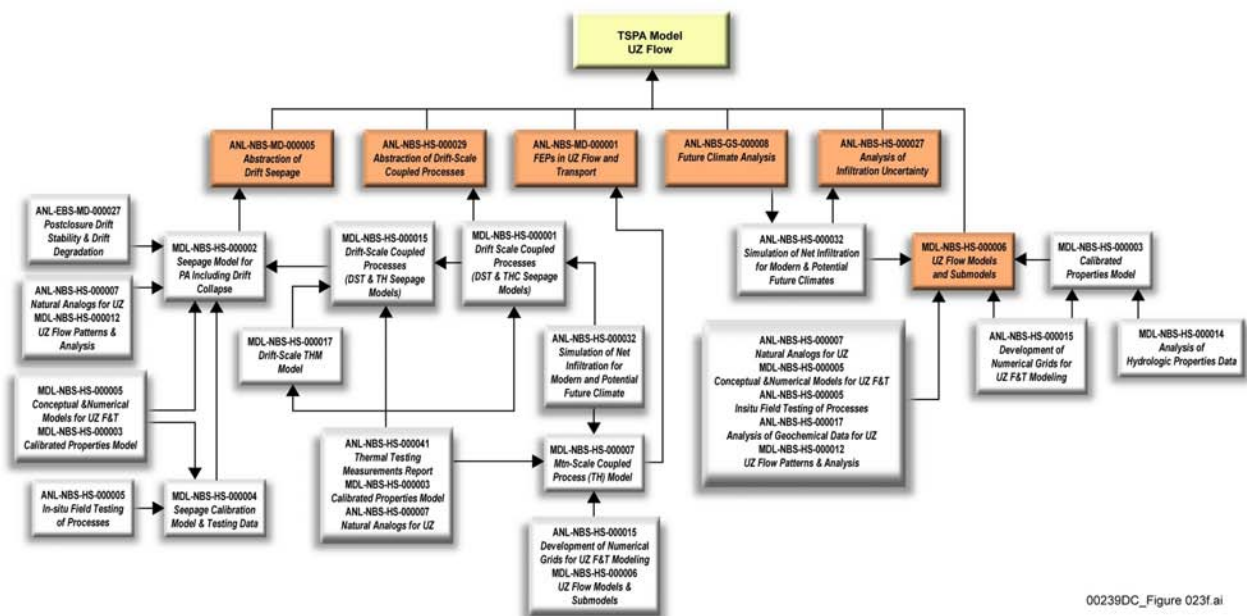 TSPA Model
UZ Flow
ANL-NBS-MD-000005
Abstraction of
Drift Seepage
ANL-NBS-HS-000029
Abstraction of Drift-Scale
Coupled Processes
ANL-NBS-MD-000001
FEPs in UZ Flow and
Transport
ANL-NBS-GS-000008
Future Climate Analysis
ANL-NBS-HS-000027
Analysis of
Infiltration Uncertainty
ANL-EBS-MD-000027
Postclosure Drift
Stability & Drift
Degradation
MDL-NBS-HS-000002
Seepage Model for
PA Including Drift
Collapse
MDL-NBS-HS-000015
Drift-Scale Coupled
Processes
(DST & TH Seepage
Models)
MDL-NBS-HS-000001
Drift Scale Coupled
Processes
(DST & THC Seepage
Models)
ANL-NBS-HS-000032
Simulation of Net Infiltration
for Modern & Potential
Future Climates
MDL-NBS-HS-000006
UZ Flow Models
and Submodels
MDL-NBS-HS-000003
Calibrated
Properties Model
ANL-NBS-HS-000007
Natural Analogs for UZ
MDL-NBS-HS-000012
UZ Flow Patterns &
Analysis
MDL-NBS-HS-000017
Drift-Scale THM
Model
ANL-NBS-HS-000032
Simulation of Net
Infiltration for
Modern and Potential
Future Climate
ANL-NBS-HS-000007
Natural Analogs for UZ
MDL-NBS-HS-000005
Conceptual &Numerical Models for UZ F&T
ANL-NBS-HS-000005
Insitu Field Testing of Processes
ANL-NBS-HS-000017
Analysis of Geochemical Data for UZ
MDL-NBS-HS-000012
UZ Flow Patterns & Analysis
ANL-NBS-HS-000015
Development of
Numerical Grids for
UZ F&T Modeling
MDL-NBS-HS-000014
Analysis of
Hydrologic Properties Data
MDL-NBS-HS-000005
Conceptual &Numerical
Models for UZ F&T
MDL-NBS-HS-000003
Calibrated Properties Model
ANL-NBS-HS-000041
Thermal Testing
Measurements Report
MDL-NBS-HS-000003
Calibrated Properties Model
ANL-NBS-HS-000007
Natural Analogs for UZ
MDL-NBS-HS-000007
Mtn-Scale Coupled
Process (TH) Model
ANL-NBS-HS-000005
In-situ Field Testing
of Processes
MDL-NBS-HS-000004
Seepage Calibration
Model & Testing Data
ANL-NBS-HS-000015
Development of Numerical
Grids for UZ F&T Modeling
MDL-NBS-HS-000006
UZ Flow Models &
Submodels
00239DC_Figure 023f.ai